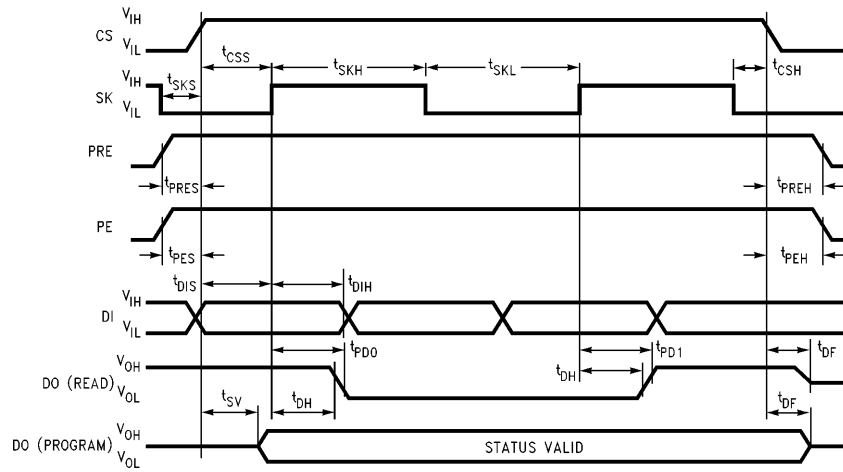 V_IH
CS
V_IL
t_CSS
t_SKH
t_SKL
t_CSH
V_IH
t_SKS
SK
V_IL
PRE
t_PRES
t_PREH
PE
t_PES
t_PEH
t_DIS
t_DIH
V_IH
DI
V_IL
t_PD0
t_PD1
t_DF
V_OH
DO (READ)
V_OL
t_DH
t_SV
t_DH
t_DF
V_OH
DO (PROGRAM)
STATUS VALID
V_OL